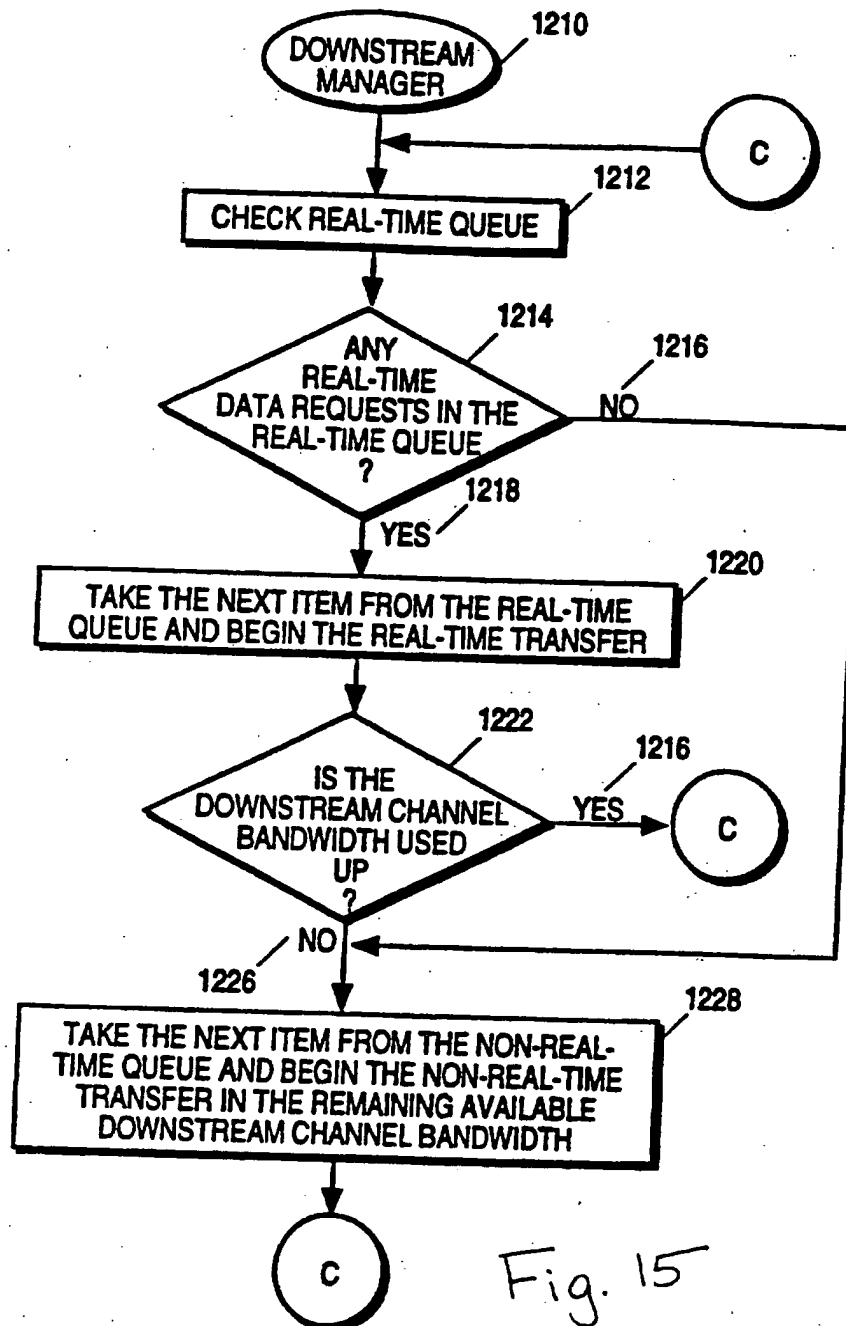 1210
DOWNSTREAM
MANAGER
C
1212
CHECK REAL-TIME QUEUE
1214
ANY
REAL-TIME
DATA REQUESTS IN THE
REAL-TIME QUEUE
?
1216
NO
1218
YES
1220
TAKE THE NEXT ITEM FROM THE REAL-TIME
QUEUE AND BEGIN THE REAL-TIME TRANSFER
1222
IS THE
DOWNSTREAM CHANNEL
BANDWIDTH USED
UP
?
1216
YES
C
NO
1226
1228
TAKE THE NEXT ITEM FROM THE NON-REAL-
TIME QUEUE AND BEGIN THE NON-REAL-TIME
TRANSFER IN THE REMAINING AVAILABLE
DOWNSTREAM CHANNEL BANDWIDTH
C
Fig. 15